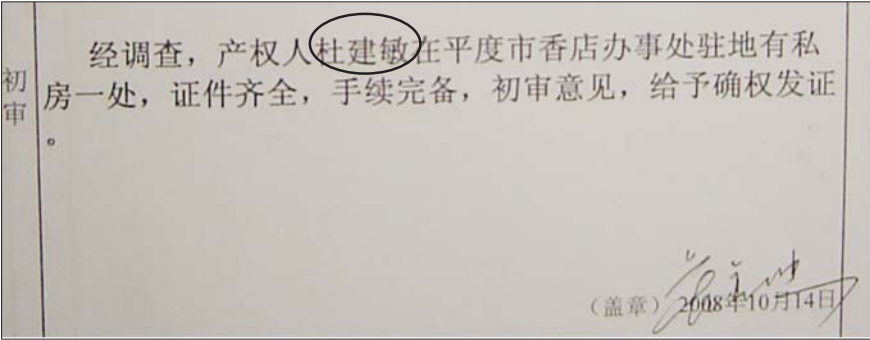 初审
经调查，产权人杜建敏在平度市香店办事处驻地有私
房一处，证件齐全，手续完备，初审意见，给予确权发证
。
（盖章） 2008年10月14日